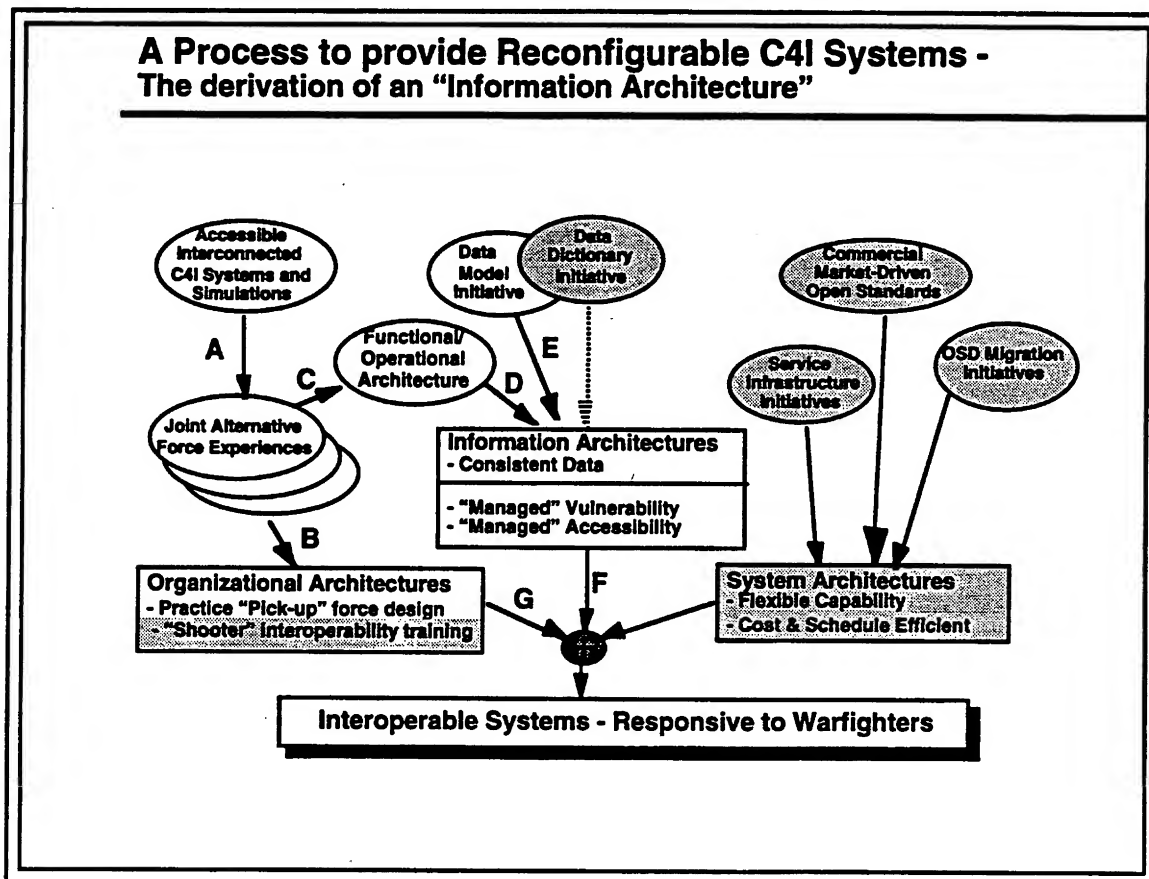 A Process to provide Reconfigurable C4I Systems -
The derivation of an “Information Architecture”
Accessible
Interconnected
C4I Systems and
Simulations
Data
Model
Initiative
Data
Dictionary
Initiative
Commercial
Market-Driven
Open Standards
A
Functional/
Operational
Architecture
E
C
D
Service
Infrastructure
Initiatives
OSD Migration
Initiatives
Joint Alternative
Force Experiences
Information Architectures
- Consistent Data
- “Managed” Vulnerability
- “Managed” Accessibility
B
F
Organizational Architectures
- Practice “Pick-up” force design
- “Shooter” interoperability training
G
System Architectures
- Flexible Capability
- Cost & Schedule Efficient
Interoperable Systems - Responsive to Warfighters